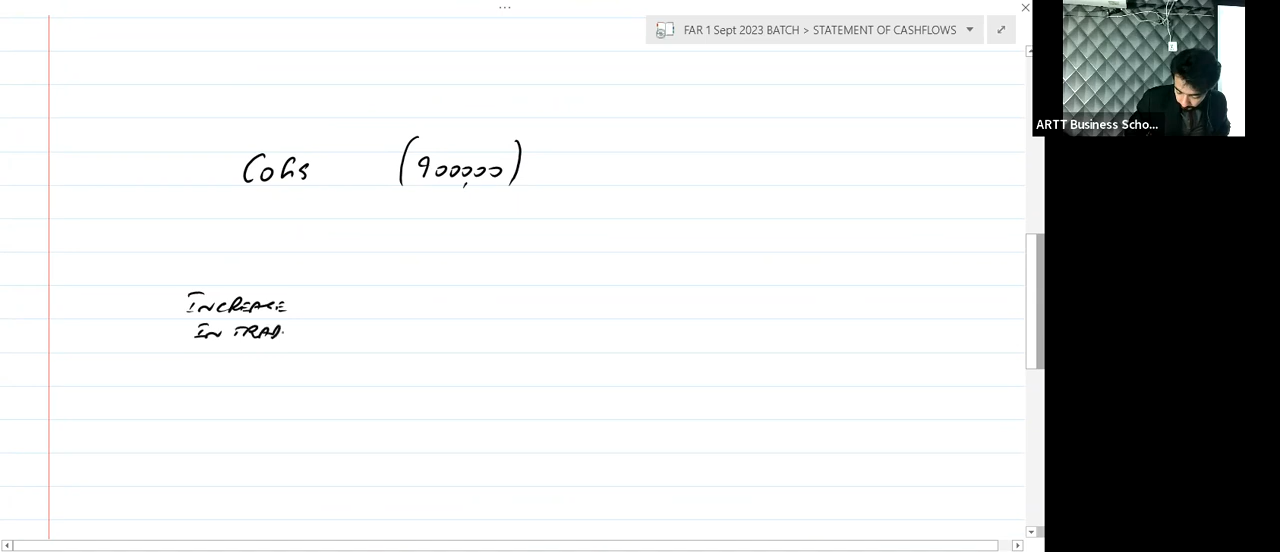 FAR 1 Sept 2023 BATCH > STATEMENT OF CASHFLOWS
ARTT Business Scho...
CoGs (900,000)
INCREASE
IN TRAD